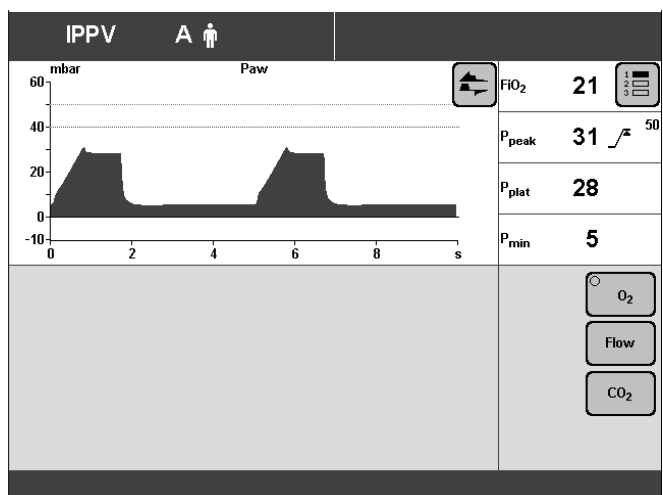 IPPV A
mbar Paw
60
40
20
0
-10
0 2 4 6 8 s
FiO2 21
1
2
3
Ppeak 31 50
Pplat 28
Pmin 5
O2
Flow
CO2